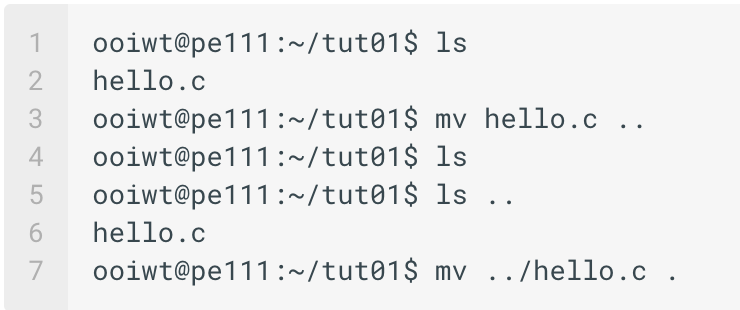 1 ooiwt@pe111:~/tut01$ ls
2 hello.c
3 ooiwt@pe111:~/tut01$ mv hello.c ..
4 ooiwt@pe111:~/tut01$ ls
5 ooiwt@pe111:~/tut01$ ls ..
6 hello.c
7 ooiwt@pe111:~/tut01$ mv ../hello.c .